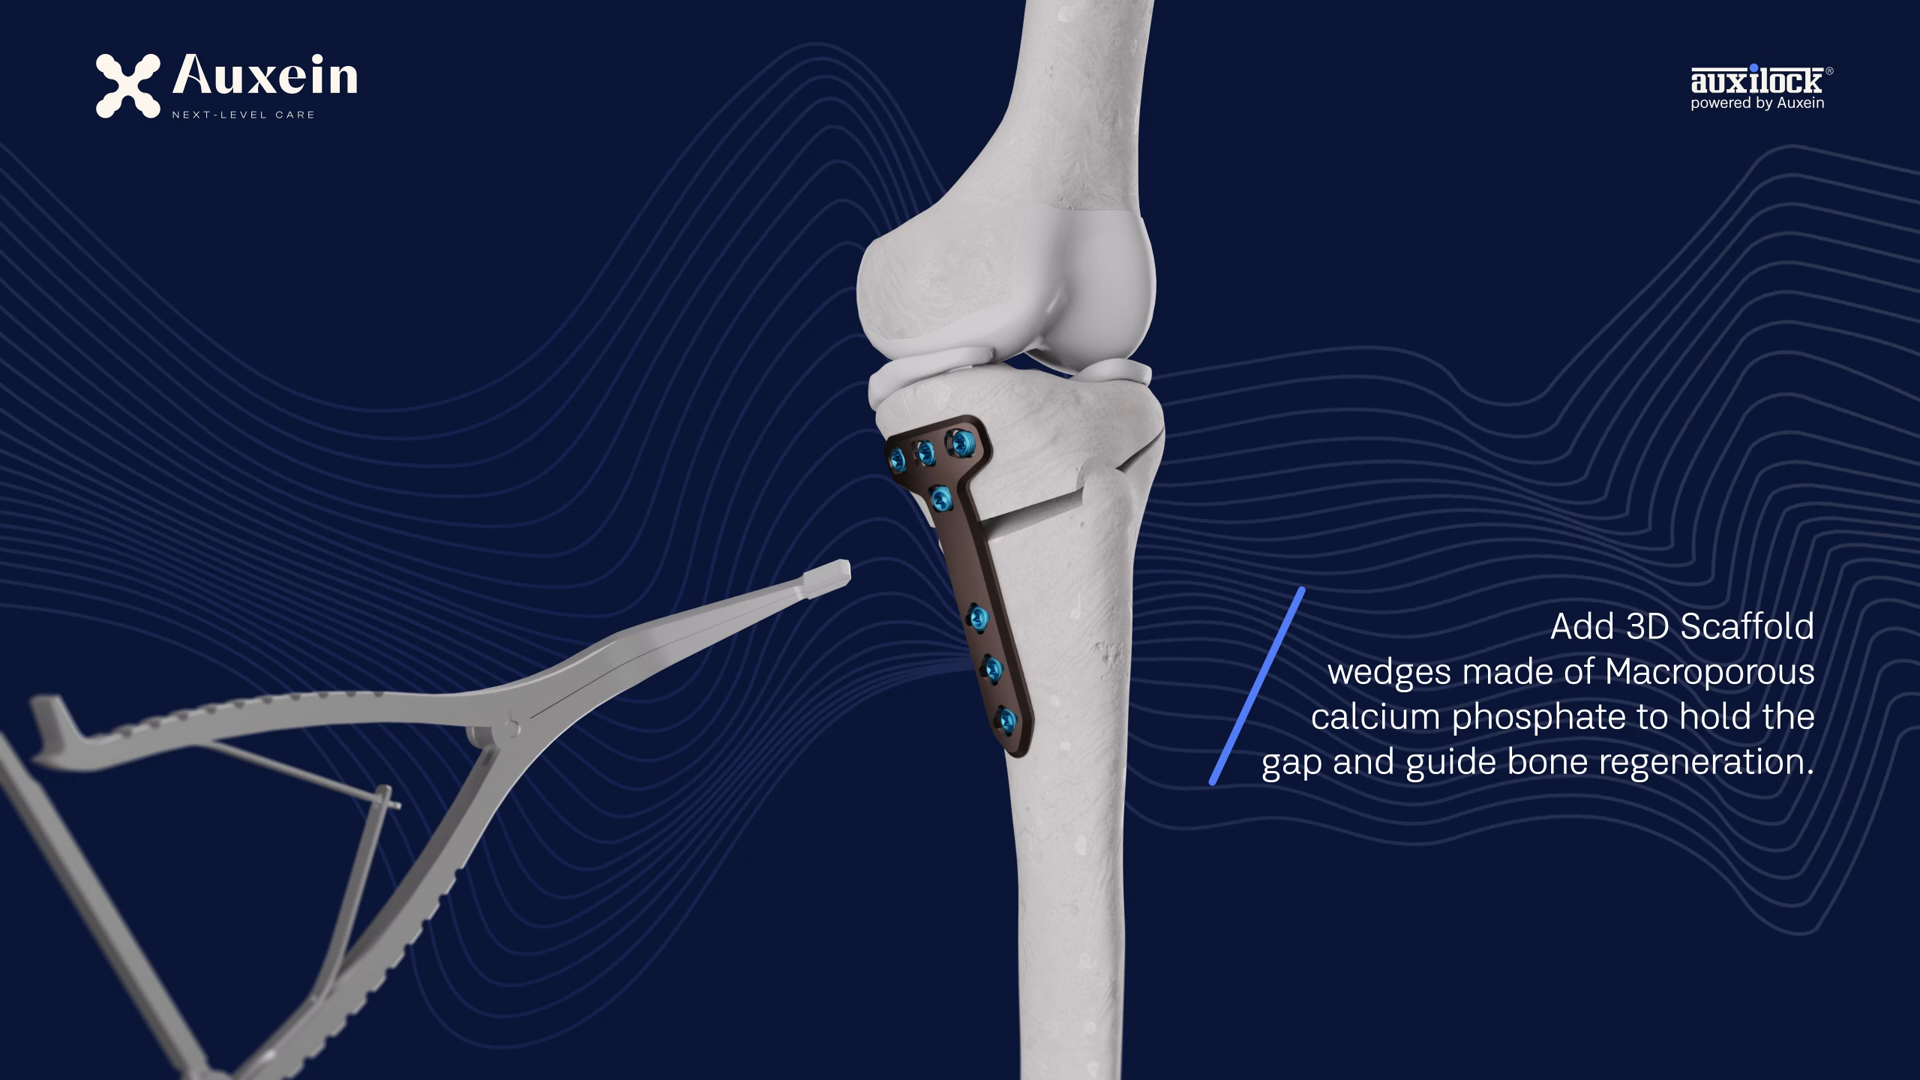 Auxein
NEXT-LEVEL CARE
auxilock®
powered by Auxein
Add 3D Scaffold
wedges made of Macroporous
calcium phosphate to hold the
gap and guide bone regeneration.